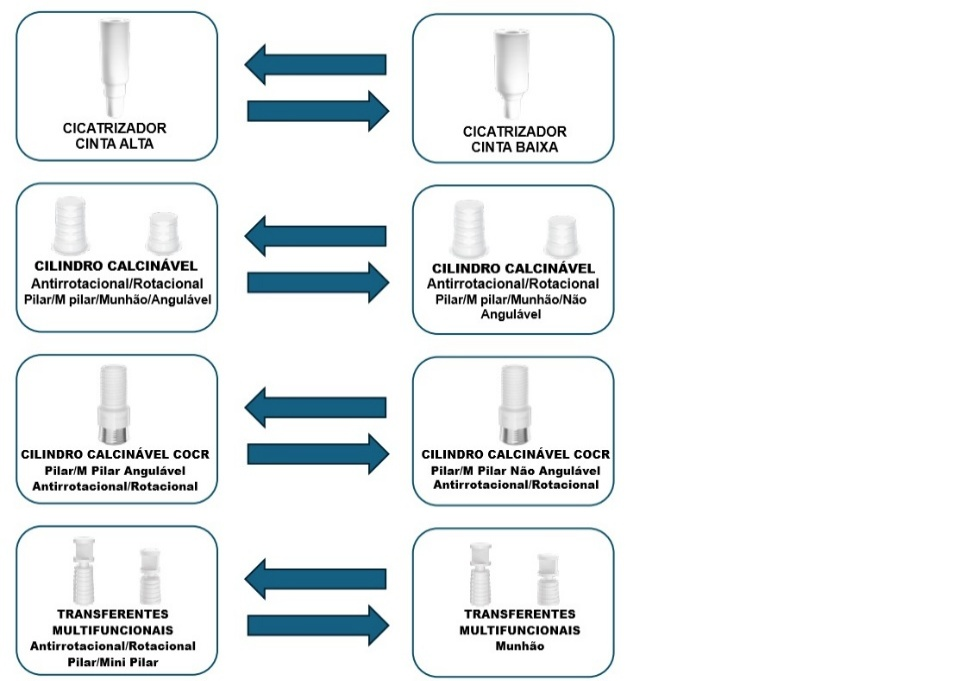 CICATRIZADOR
CINTA ALTA
CICATRIZADOR
CINTA BAIXA
CILINDRO CALCINÁVEL
Antirrotacional/Rotacional
Pilar/M pilar/Munhão/Angulável
CILINDRO CALCINÁVEL
Antirrotacional/Rotacional
Pilar/M pilar/Munhão/Não
Angulável
CILINDRO CALCINÁVEL COCR
Pilar/M Pilar Angulável
Antirrotacional/Rotacional
CILINDRO CALCINÁVEL COCR
Pilar/M Pilar Não Angulável
Antirrotacional/Rotacional
TRANSFERENTES
MULTIFUNCIONAIS
Antirrotacional/Rotacional
Pilar/Mini Pilar
TRANSFERENTES
MULTIFUNCIONAIS
Munhão